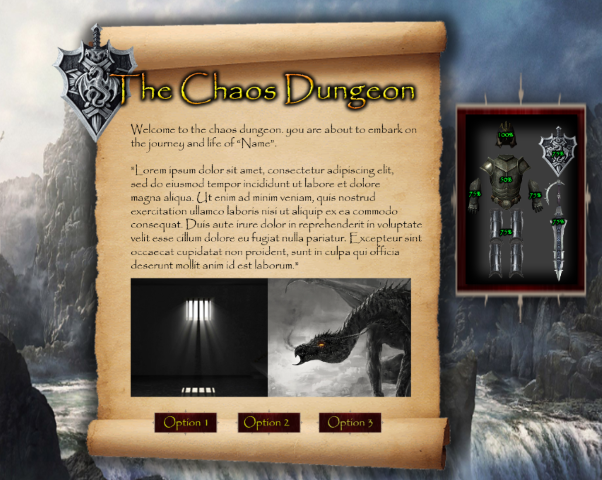 The Chaos Dungeon
Welcome to the chaos dungeon. you are about to embark on
the journey and life of "Name".
"Lorem ipsum dolor sit amet, consectetur adipiscing elit,
sed do eiusmod tempor incididunt ut labore et dolore
magna aliqua. Ut enim ad minim veniam, quis nostrud
exercitation ullamco laboris nisi ut aliquip ex ea commodo
consequat. Duis aute irure dolor in reprehenderit in voluptate
velit esse cillum dolore eu fugiat nulla pariatur. Excepteur sint
occaecat cupidatat non proident, sunt in culpa qui officia
deserunt mollit anim id est laborum."
Option 1 Option 2 Option 3
100%
75%
50%
75% 75%
75% 75%